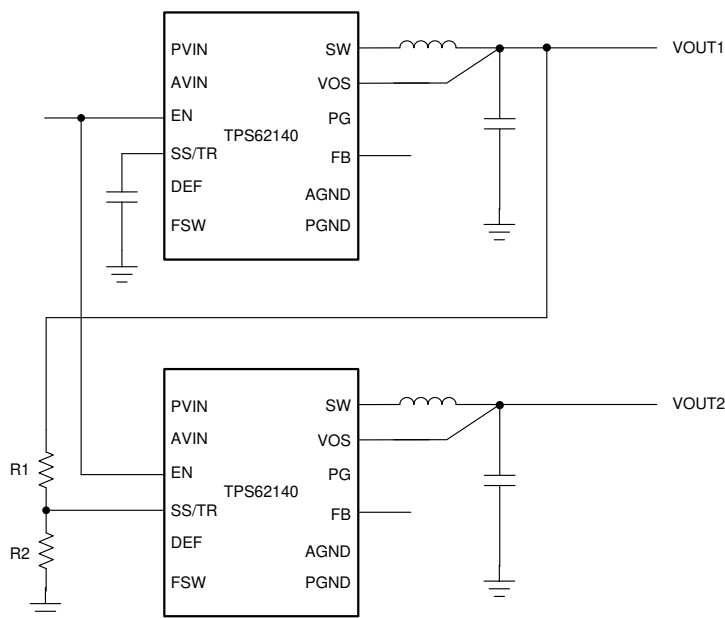 PVIN
SW
VOUT1
AVIN
VOS
EN
PG
TPS62140
SS/TR
FB
DEF
AGND
FSW
PGND
PVIN
SW
VOUT2
AVIN
VOS
R1
EN
PG
TPS62140
SS/TR
FB
R2
DEF
AGND
FSW
PGND